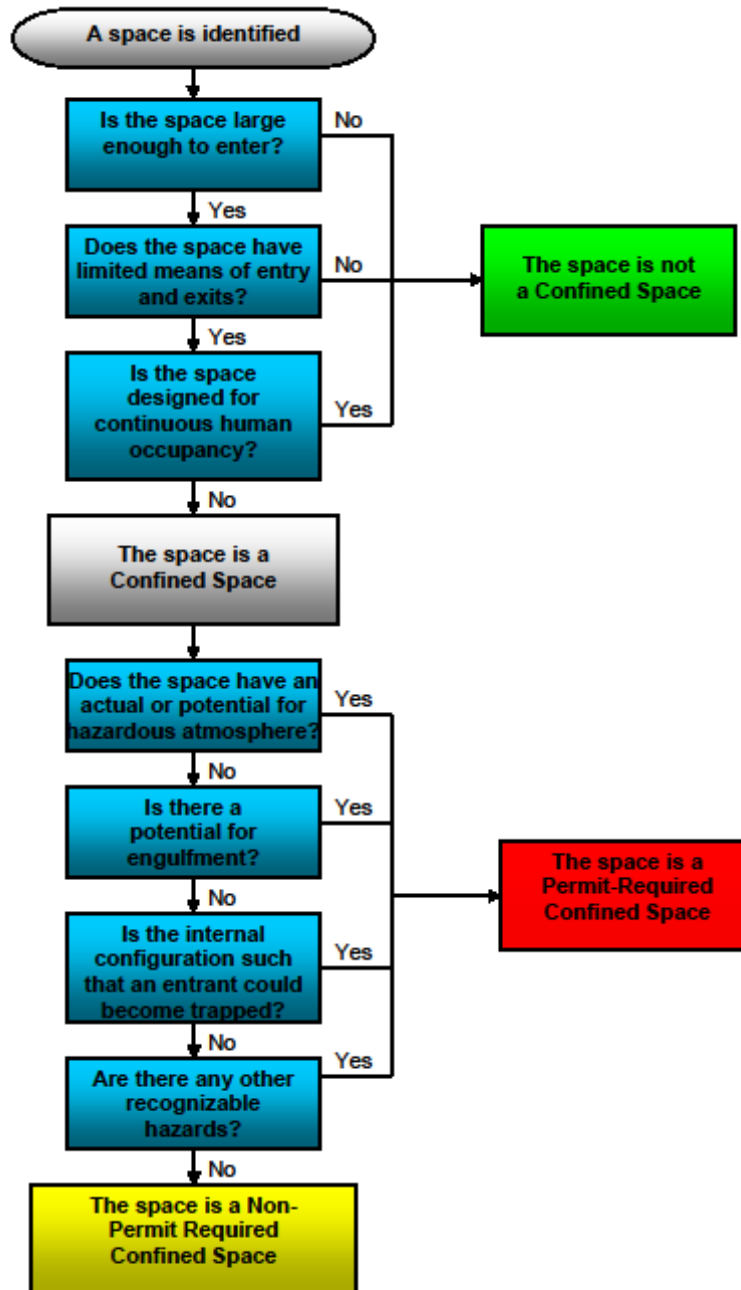 A space is identified
Is the space large
enough to enter?
No
Yes
Does the space have
limited means of entry
and exits?
No
The space is not
a Confined Space
Yes
Is the space
designed for
continuous human
occupancy?
Yes
No
The space is a
Confined Space
Does the space have an
actual or potential for
hazardous atmosphere?
Yes
No
Is there a
potential for
engulfment?
Yes
No
The space is a
Permit-Required
Confined Space
Is the internal
configuration such
that an entrant could
become trapped?
Yes
No
Are there any other
recognizable
hazards?
Yes
No
The space is a Non-
Permit Required
Confined Space